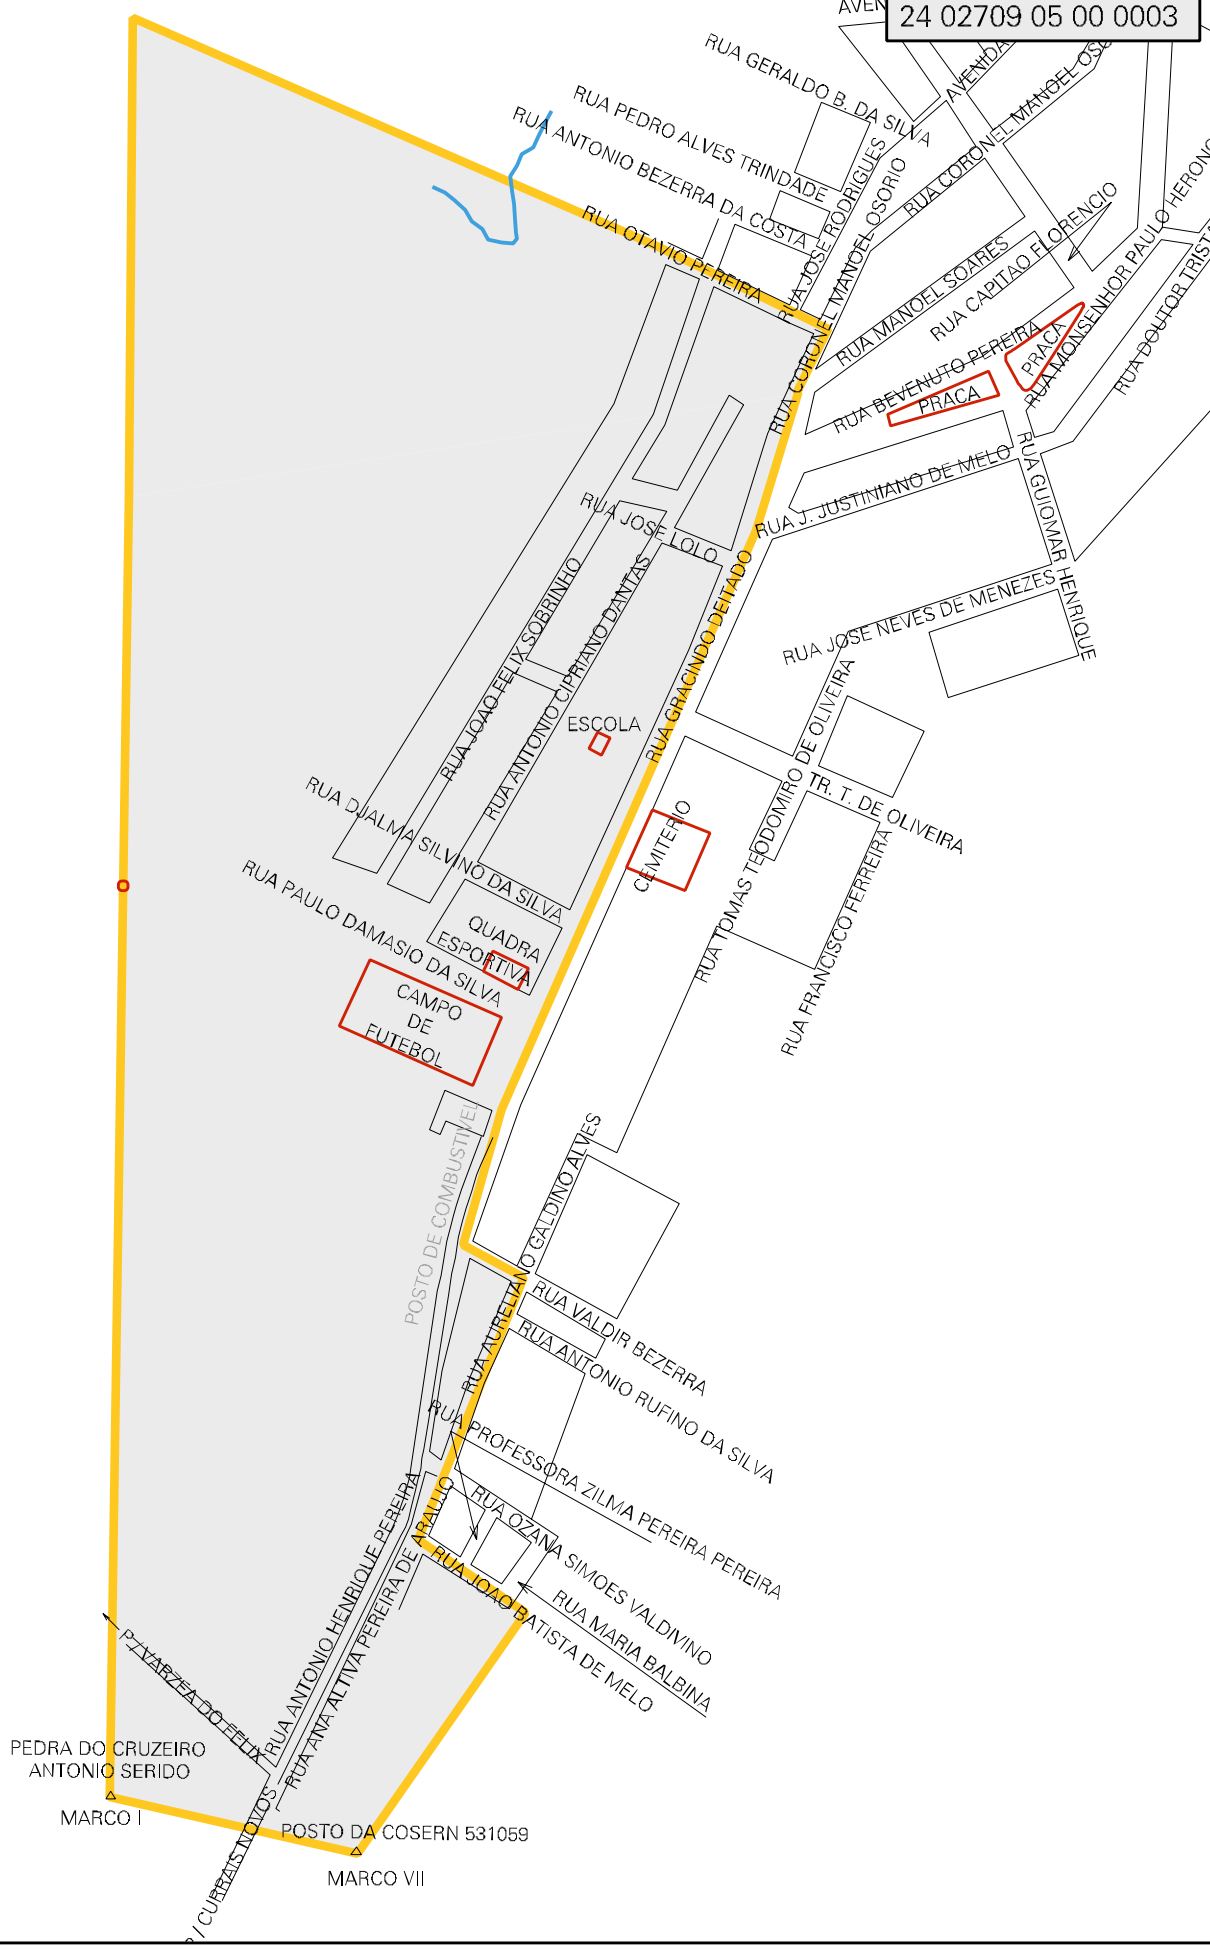 24 02709 05 00 0003
RUA GERALDO B. DA SILVA
RUA PEDRO ALVES TRINDADE
RUA ANTONIO BEZERRA DA COSTA
RUA OTAVIO PEREIRA
RUA JOSE RODRIGUES
RUA CORONEL MANOEL OSORIO
AVENIDA
RUA CORONEL MANOEL
RUA MANOEL SOARES
RUA CAPITAO FLORENCIO
RUA BEVENUTO PEREIRA
PRACA
PRACA
RUA MONSENHOR PAULO
RUA DOUTOR
RUA J. JUSTINIANO DE MELO
RUA GUIOMAR HENRIQUE
RUA JOSE LOLO
RUA GRACINDO DEITADO
RUA JOAO FELIX SOBRINHO
RUA ANTONIO CIPRIANO DANTAS
RUA JOSE NEVES DE MENEZES
ESCOLA
RUA DJALMA SILVINO DA SILVA
RUA PAULO DAMASIO DA SILVA
CEMITERIO
RUA TOMAS TEODOMIRO DE OLIVEIRA
TR. T. DE OLIVEIRA
RUA FRANCISCO FERREIRA
QUADRA
ESPORTIVA
CAMPO
DE
FUTEBOL
POSTO DE COMBUSTIVEL
RUA AURELIANO GALDINO ALVES
RUA VALDIR BEZERRA
RUA ANTONIO RUFINO DA SILVA
RUA PROFESSORA ZILMA PEREIRA PEREIRA
RUA OZANA SIMOES VALDIVINO
RUA MARIA BALBINA
RUA JOAO BATISTA DE MELO
RUA ANTONIO HENRIQUE PEREIRA
RUA ANA ALTIVA PEREIRA DE ARAUJO
P/ VARZEA DO FELIX
PEDRA DO CRUZEIRO
ANTONIO SERIDO
MARCO I
POSTO DA COSERN 531059
MARCO VII
/ CURRAIS NOVOS